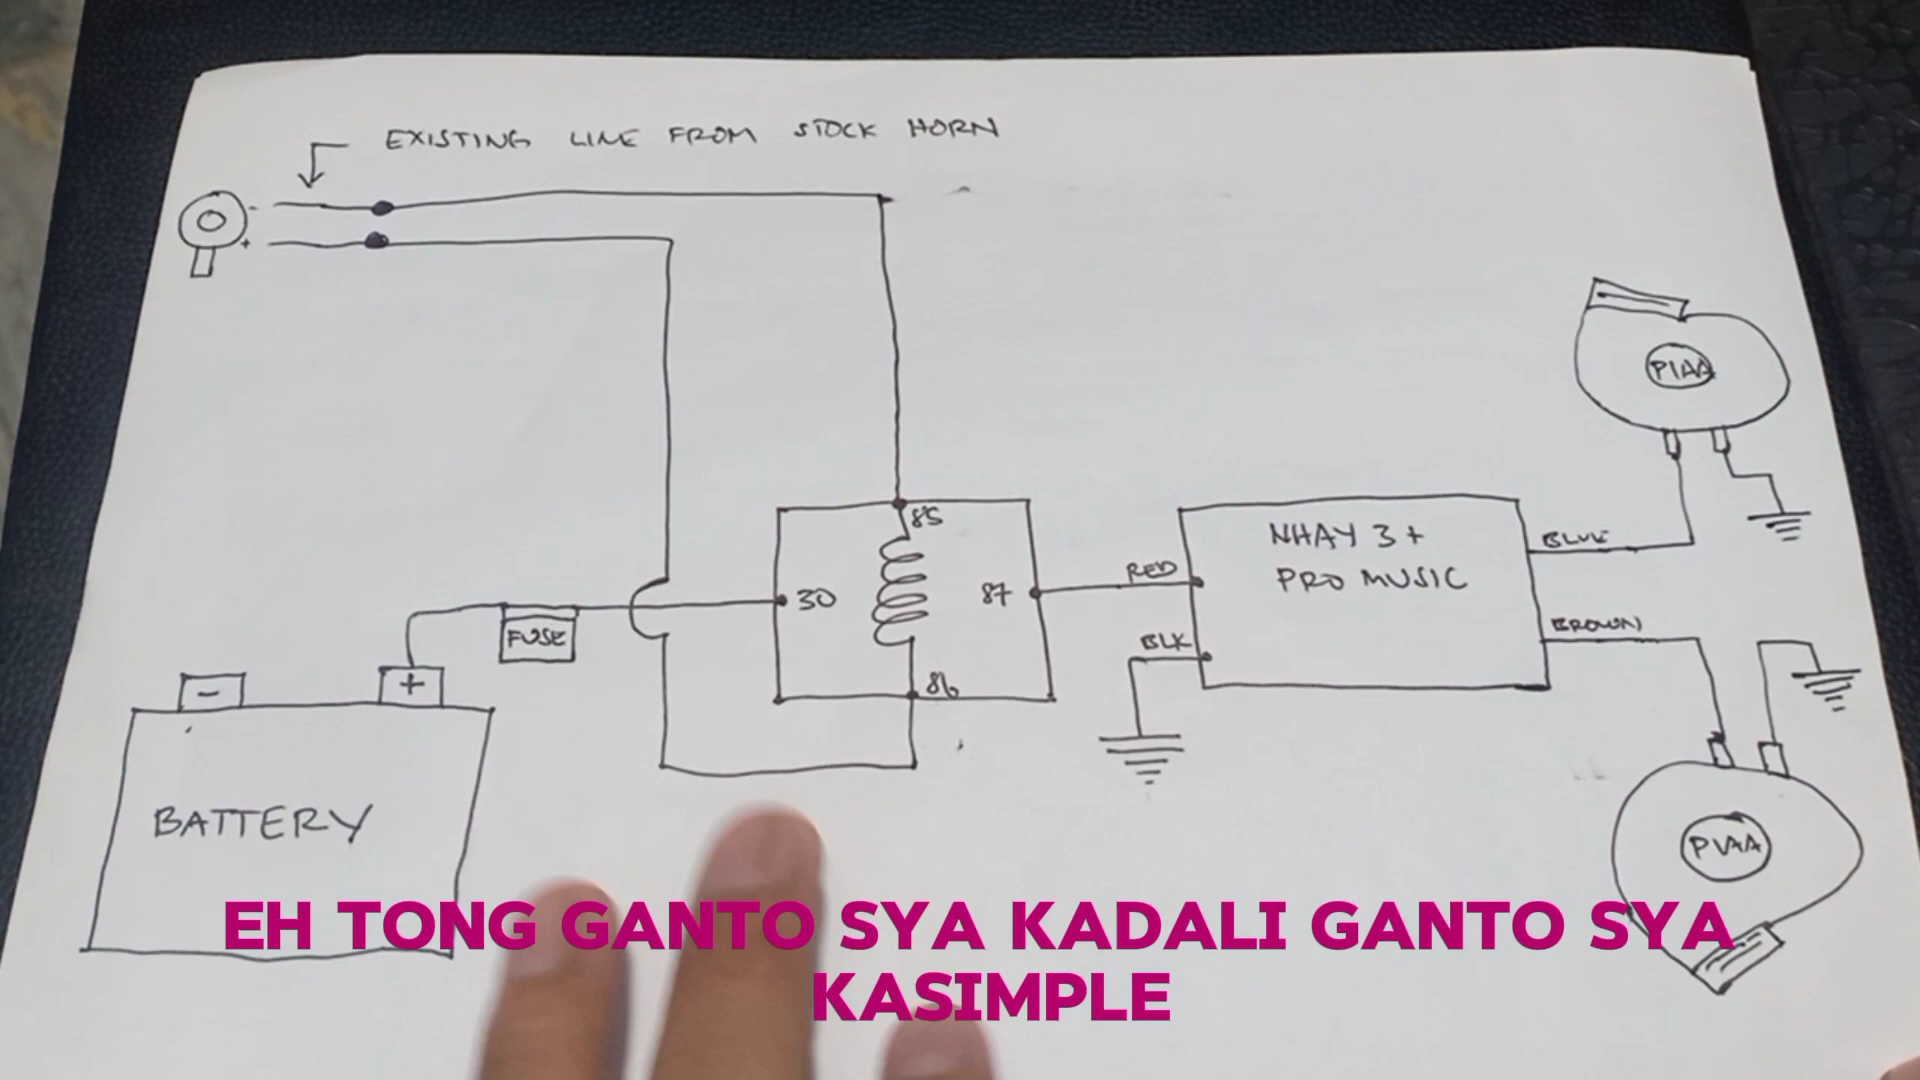 EXISTING LINE FROM STOCK HORN
-
+
PIAA
85
NHAY 3+
PRO MUSIC
BLUE
RED
30
87
FUSE
BROWN
BLK
86
-
+
BATTERY
PIAA
EH TONG GANTO SYA KADALI GANTO SYA
KASIMPLE